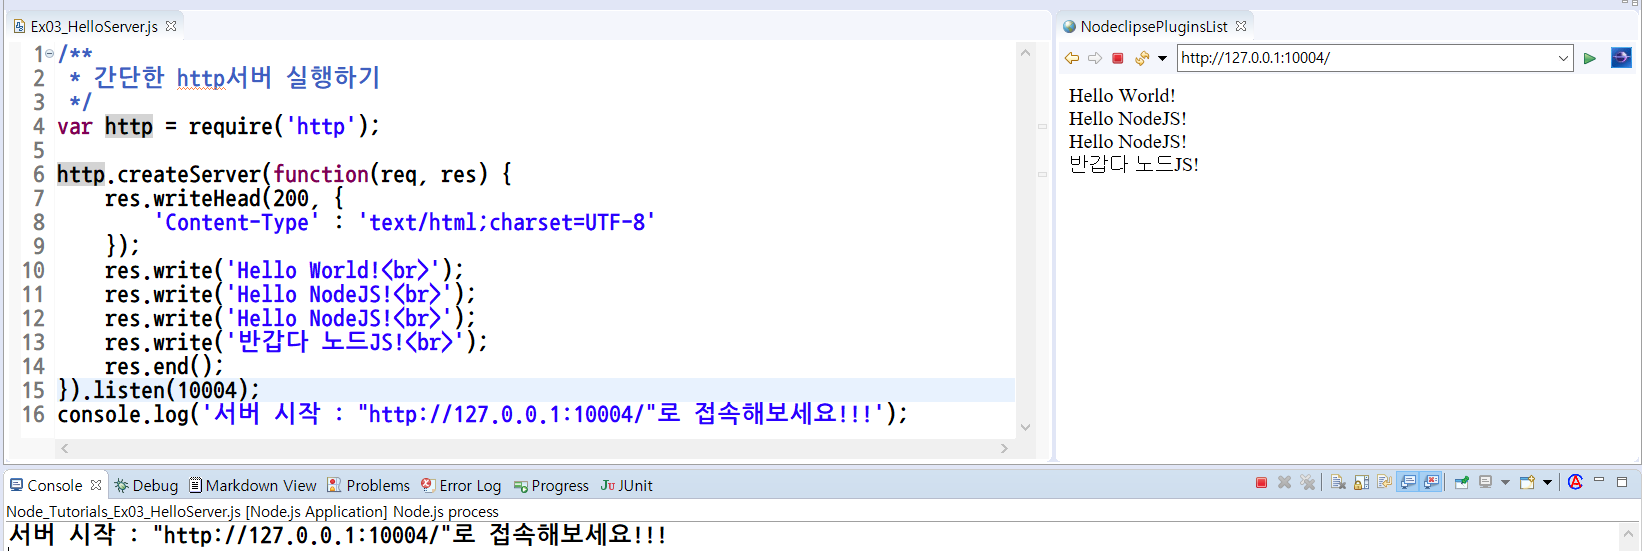 Ex03_HelloServer.js
1 /**
2  * 간단한 http서버 실행하기
3  */
4 var http = require('http');
5
6 http.createServer(function(req, res) {
7     res.writeHead(200, {
8         'Content-Type' : 'text/html;charset=UTF-8'
9     });
10     res.write('Hello World!<br>');
11     res.write('Hello NodeJS!<br>');
12     res.write('Hello NodeJS!<br>');
13     res.write('반갑다 노드JS!<br>');
14     res.end();
15 }).listen(10004);
16 console.log('서버 시작 : "http://127.0.0.1:10004/"로 접속해보세요!!!');
NodeclipsePluginsList
http://127.0.0.1:10004/
Hello World!
Hello NodeJS!
Hello NodeJS!
반갑다 노드JS!
Console Debug Markdown View Problems Error Log Progress JUnit
Node_Tutorials_Ex03_HelloServer.js [Node.js Application] Node.js process
서버 시작 : "http://127.0.0.1:10004/"로 접속해보세요!!!